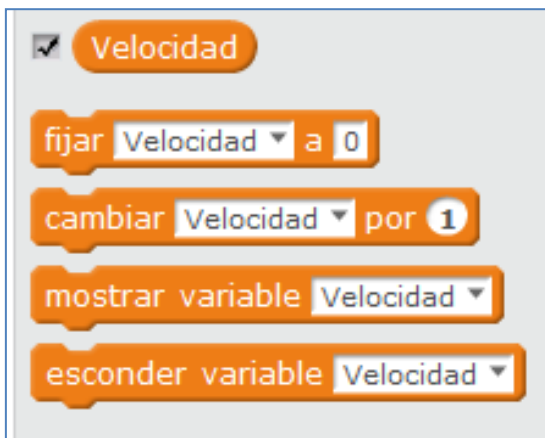 Velocidad
fijar Velocidad a 0
cambiar Velocidad por 1
mostrar variable Velocidad
esconder variable Velocidad